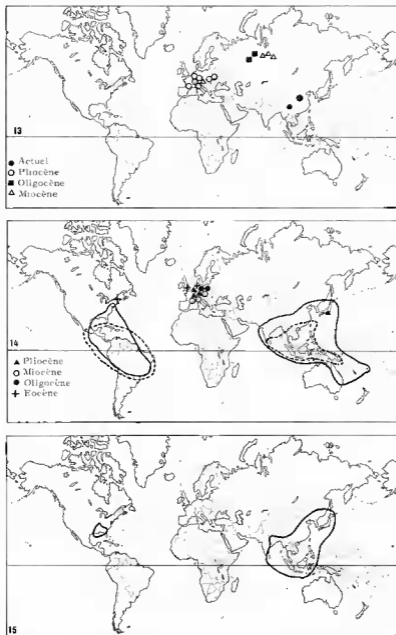 13
● Actuel
○ Pliocène
■ Oligocène
△ Miocène
14
▲ Pliocène
○ Miocène
● Oligocène
+ Eocène
15